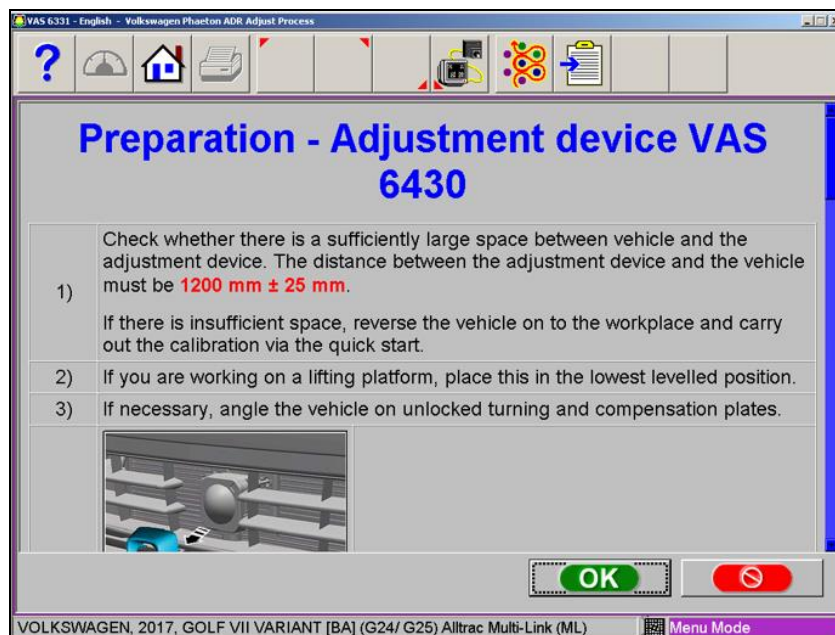 VAS 6331 - English - Volkswagen Phaeton ADR Adjust Process
Preparation - Adjustment device VAS
6430
1)
Check whether there is a sufficiently large space between vehicle and the
adjustment device. The distance between the adjustment device and the vehicle
must be 1200 mm ± 25 mm.
If there is insufficient space, reverse the vehicle on to the workplace and carry
out the calibration via the quick start.
2) If you are working on a lifting platform, place this in the lowest levelled position.
3) If necessary, angle the vehicle on unlocked turning and compensation plates.
OK
VOLKSWAGEN, 2017, GOLF VII VARIANT [BA] (G24/ G25) Alltrac Multi-Link (ML)
Menu Mode